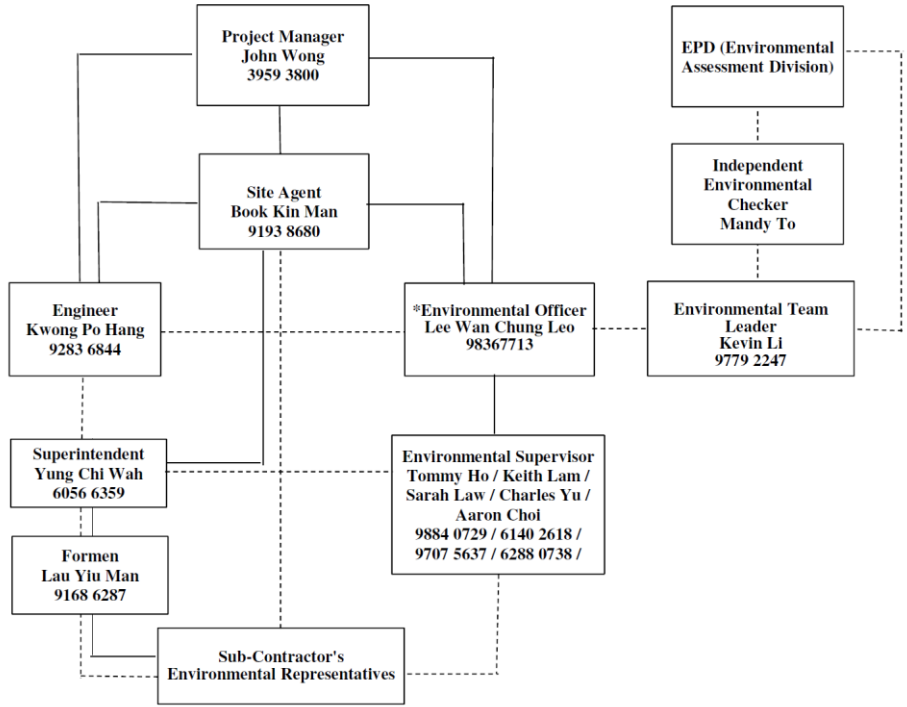 Project Manager
John Wong
3959 3800
EPD (Environmental
Assessment Division)
Site Agent
Book Kin Man
9193 8680
Independent
Environmental
Checker
Mandy To
Engineer
Kwong Po Hang
9283 6844
*Environmental Officer
Lee Wan Chung Leo
98367713
Environmental Team
Leader
Kevin Li
9779 2247
Superintendent
Yung Chi Wah
6056 6359
Environmental Supervisor
Tommy Ho / Keith Lam /
Sarah Law / Charles Yu /
Aaron Choi
9884 0729 / 6140 2618 /
9707 5637 / 6288 0738 /
Formen
Lau Yiu Man
9168 6287
Sub-Contractor's
Environmental Representatives